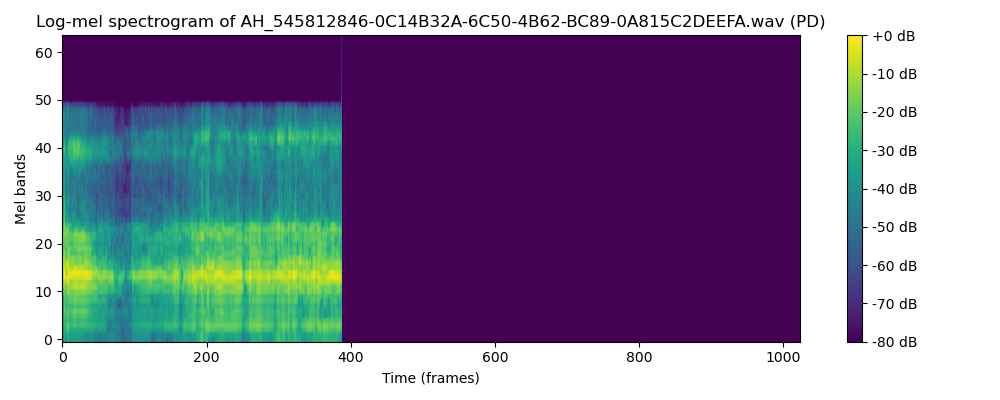 Log-mel spectrogram of AH_545812846-0C14B32A-6C50-4B62-BC89-0A815C2DEEFA.wav (PD)
60
50
40
30
20
10
0
Mel bands
0 200 400 600 800 1000
Time (frames)
+0 dB
-10 dB
-20 dB
-30 dB
-40 dB
-50 dB
-60 dB
-70 dB
-80 dB